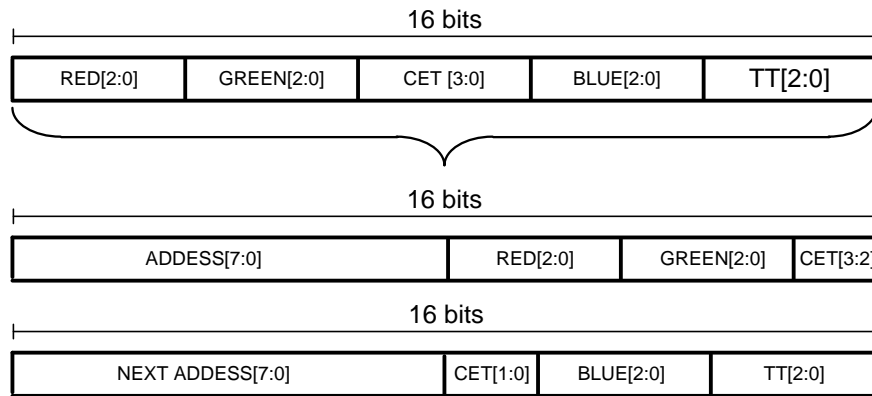 16 bits
RED[2:0] GREEN[2:0] CET [3:0] BLUE[2:0] TT[2:0]
16 bits
ADDESS[7:0] RED[2:0] GREEN[2:0] CET[3:2]
16 bits
NEXT ADDESS[7:0] CET[1:0] BLUE[2:0] TT[2:0]